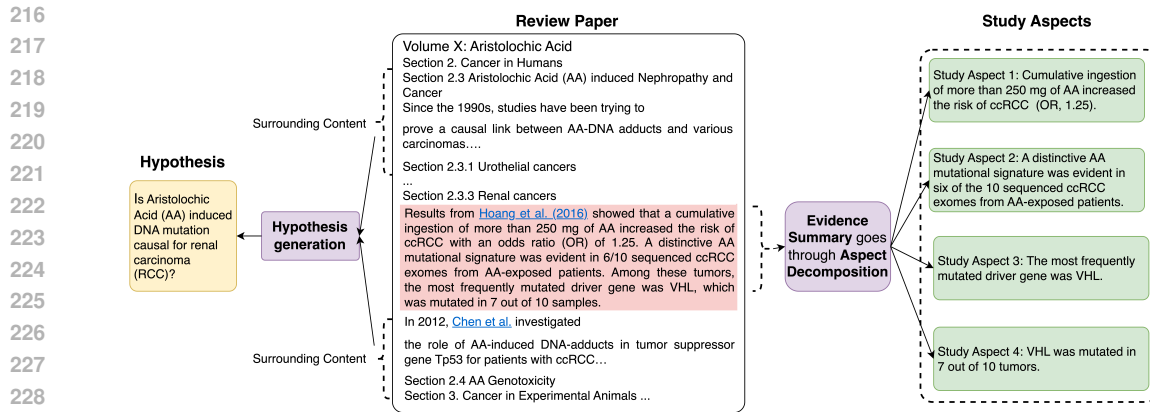 216
217
218
219
220
221
222
223
224
225
226
227
228
Hypothesis
Is Aristolochic
Acid (AA) induced
DNA mutation
causal for renal
carcinoma
(RCC)?
Hypothesis
generation
Surrounding Content
Surrounding Content
Review Paper
Volume X: Aristolochic Acid
Section 2. Cancer in Humans
Section 2.3 Aristolochic Acid (AA) induced Nephropathy and
Cancer
Since the 1990s, studies have been trying to
prove a causal link between AA-DNA adducts and various
carcinomas….
Section 2.3.1 Urothelial cancers
...
Section 2.3.3 Renal cancers
Results from Hoang et al. (2016) showed that a cumulative
ingestion of more than 250 mg of AA increased the risk of
ccRCC with an odds ratio (OR) of 1.25. A distinctive AA
mutational signature was evident in 6/10 sequenced ccRCC
exomes from AA-exposed patients. Among these tumors,
the most frequently mutated driver gene was VHL, which
was mutated in 7 out of 10 samples.
In 2012, Chen et al. investigated
the role of AA-induced DNA-adducts in tumor suppressor
gene Tp53 for patients with ccRCC…
Section 2.4 AA Genotoxicity
Section 3. Cancer in Experimental Animals ...
Evidence
Summary goes
through Aspect
Decomposition
Study Aspects
Study Aspect 1: Cumulative ingestion
of more than 250 mg of AA increased
the risk of ccRCC (OR, 1.25).
Study Aspect 2: A distinctive AA
mutational signature was evident in
six of the 10 sequenced ccRCC
exomes from AA-exposed patients.
Study Aspect 3: The most frequently
mutated driver gene was VHL.
Study Aspect 4: VHL was mutated in
7 out of 10 tumors.